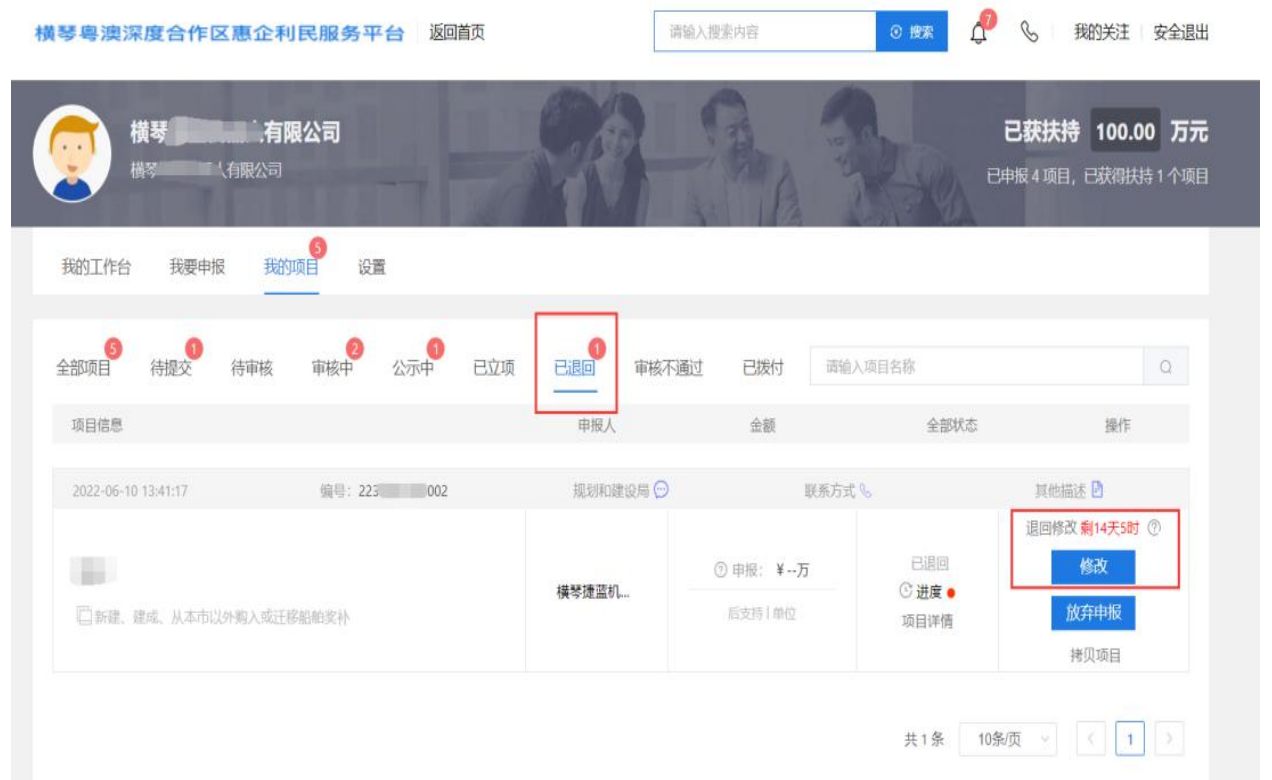 横琴粤澳深度合作区惠企利民服务平台 返回首页 请输入搜索内容 搜索 7 我的关注 安全退出
横琴 有限公司 已获扶持 100.00 万元
横琴 有限公司 已申报 4 项目，已获得扶持 1 个项目
我的工作台 我要申报 我的项目 5 设置
全部项目 5 待提交 1 待审核 审核中 2 公示中 1 已立项 已退回 1 审核不通过 已拨付 请输入项目名称
项目信息 申报人 金额 全部状态 操作
2022-06-10 13:41:17 编号：223 002 规划和建设局 联系方式 其他描述
退回修改 剩14天5时
新建、建成、从本市以外购入或迁移船舶奖补
横琴捷蓝机...
申报：¥--万
后支持 | 单位
已退回
进度
项目详情
修改
放弃申报
拷贝项目
共 1 条 10条/页 1